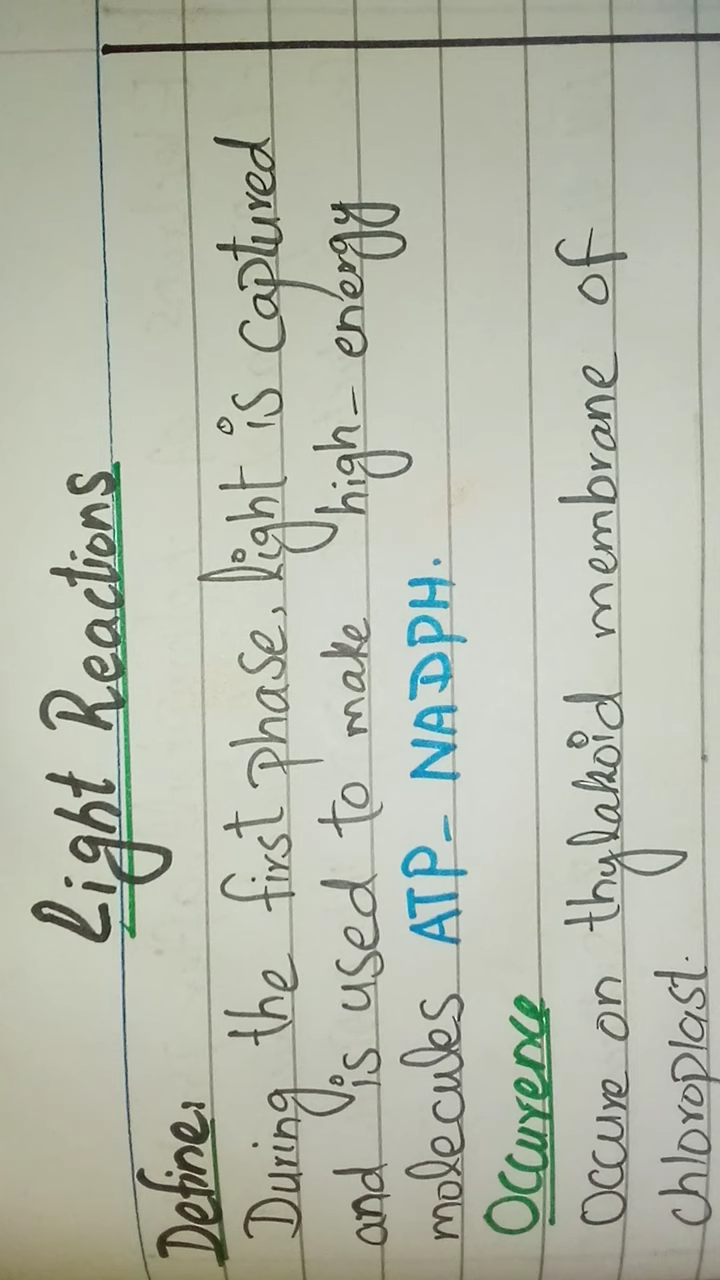 Light Reactions
Define,
During the first phase, light is captured
and is used to make high-energy
molecules ATP-NADPH.
Occurence
Occure on thylakoid membrane of
chloroplast.